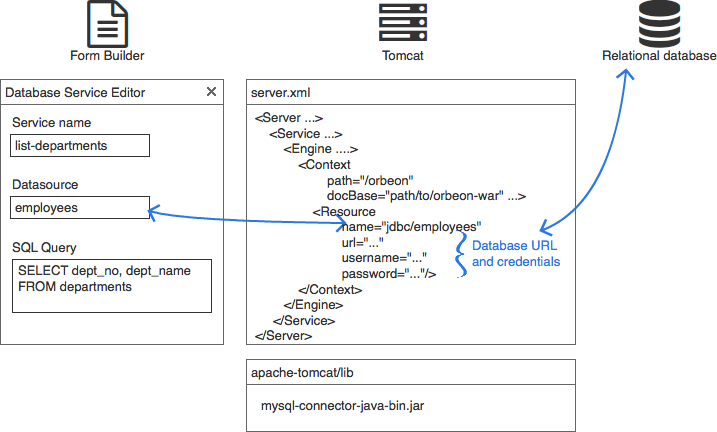 Form Builder
Tomcat
Relational database
Database Service Editor
Service name
list-departments
Datasource
employees
SQL Query
SELECT dept_no, dept_name
FROM departments
server.xml
<Server ...>
<Service ...>
<Engine ....>
<Context
path="/orbeon"
docBase="path/to/orbeon-war" ...>
<Resource
name="jdbc/employees"
url="..."
username="..."
password="..."/>
</Context>
</Engine>
</Service>
</Server>
Database URL
and credentials
apache-tomcat/lib
mysql-connector-java-bin.jar